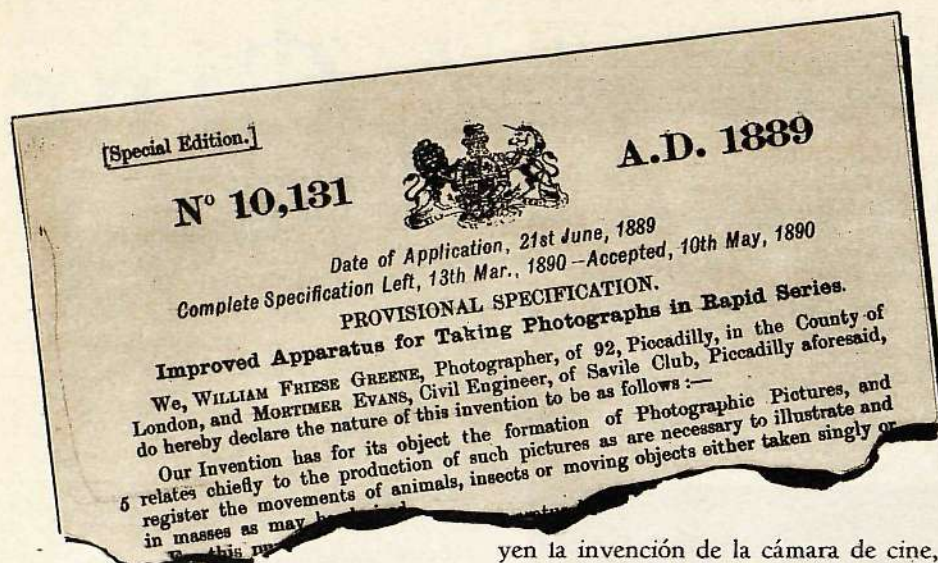 [Special Edition.]
Nº 10,131
A.D. 1889
Date of Application, 21st June, 1889
Complete Specification Left, 13th Mar., 1890 – Accepted, 10th May, 1890
PROVISIONAL SPECIFICATION.
Improved Apparatus for Taking Photographs in Rapid Series.
We, WILLIAM FRIESE GREENE, Photographer, of 92, Piccadilly, in the County of
London, and MORTIMER EVANS, Civil Engineer, of Savile Club, Piccadilly aforesaid,
do hereby declare the nature of this invention to be as follows :—
Our Invention has for its object the formation of Photographic Pictures, and
5 relates chiefly to the production of such pictures as are necessary to illustrate and
register the movements of animals, insects or moving objects either taken singly or
in masses as may
this
yen la invención de la cámara de cine,